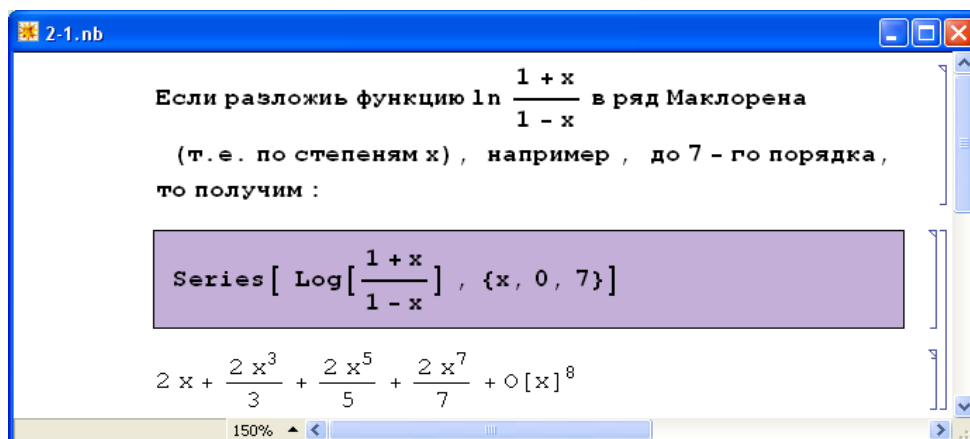 2-1.nb
Если разложиь функцию ln (1 + x)/(1 - x) в ряд Маклорена
(т.е. по степеням x) , например , до 7 - го порядка ,
то получим :
Series[ Log[(1 + x)/(1 - x)] , {x, 0, 7}]
2 x + (2 x^3)/3 + (2 x^5)/5 + (2 x^7)/7 + O[x]^8
150%